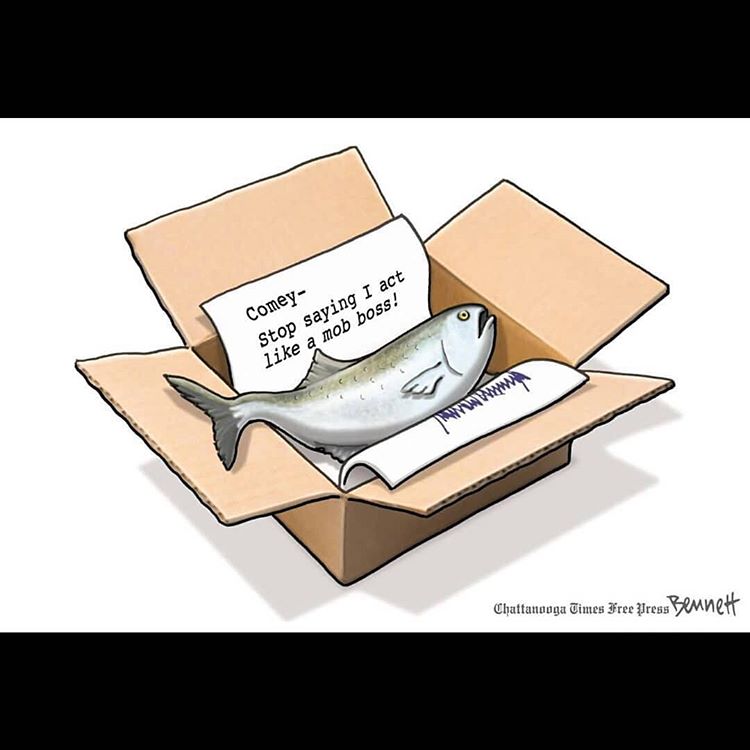 Comey-
Stop saying I act
like a mob boss!
Chattanooga Times Free Press Bennett